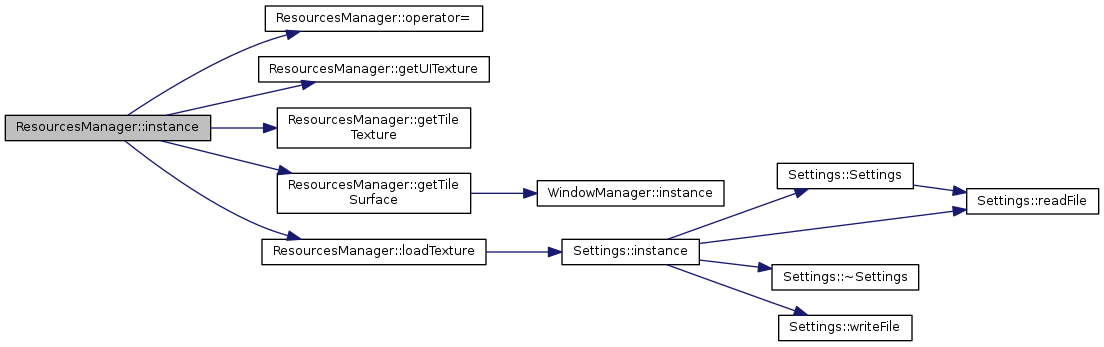 ResourcesManager::instance
ResourcesManager::operator=
ResourcesManager::getUITexture
ResourcesManager::getTile
Texture
ResourcesManager::getTile
Surface
ResourcesManager::loadTexture
WindowManager::instance
Settings::instance
Settings::Settings
Settings::readFile
Settings::~Settings
Settings::writeFile